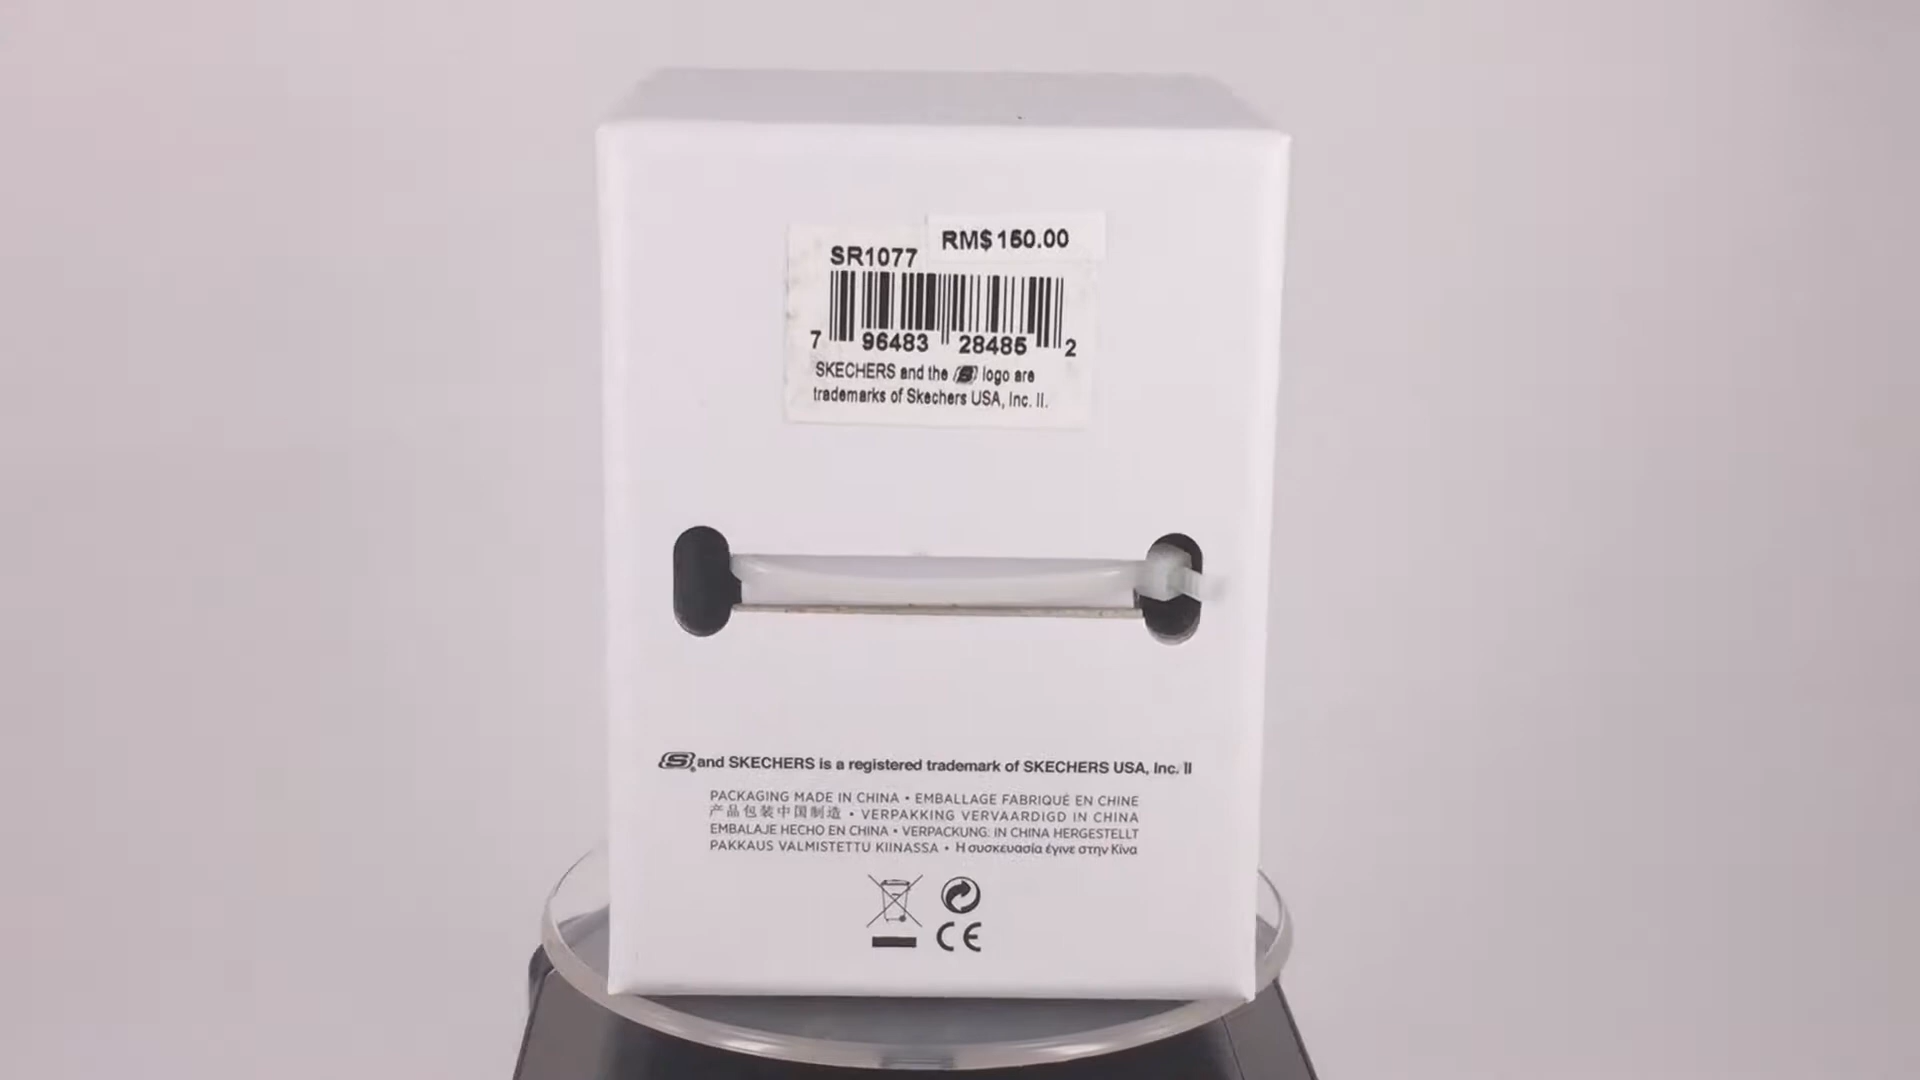 RM$160.00
SR1077
7 96483 28485 2
SKECHERS and the S logo are
trademarks of Skechers USA, Inc. II.
S and SKECHERS is a registered trademark of SKECHERS USA, Inc. II
PACKAGING MADE IN CHINA • EMBALLAGE FABRIQUÉ EN CHINE
产品包装中国制造 • VERPAKKING VERVAARDIGD IN CHINA
EMBALAJE HECHO EN CHINA • VERPACKUNG: IN CHINA HERGESTELLT
PAKKAUS VALMISTETTU KIINASSA • Η συσκευασία έγινε στην Κίνα
CE